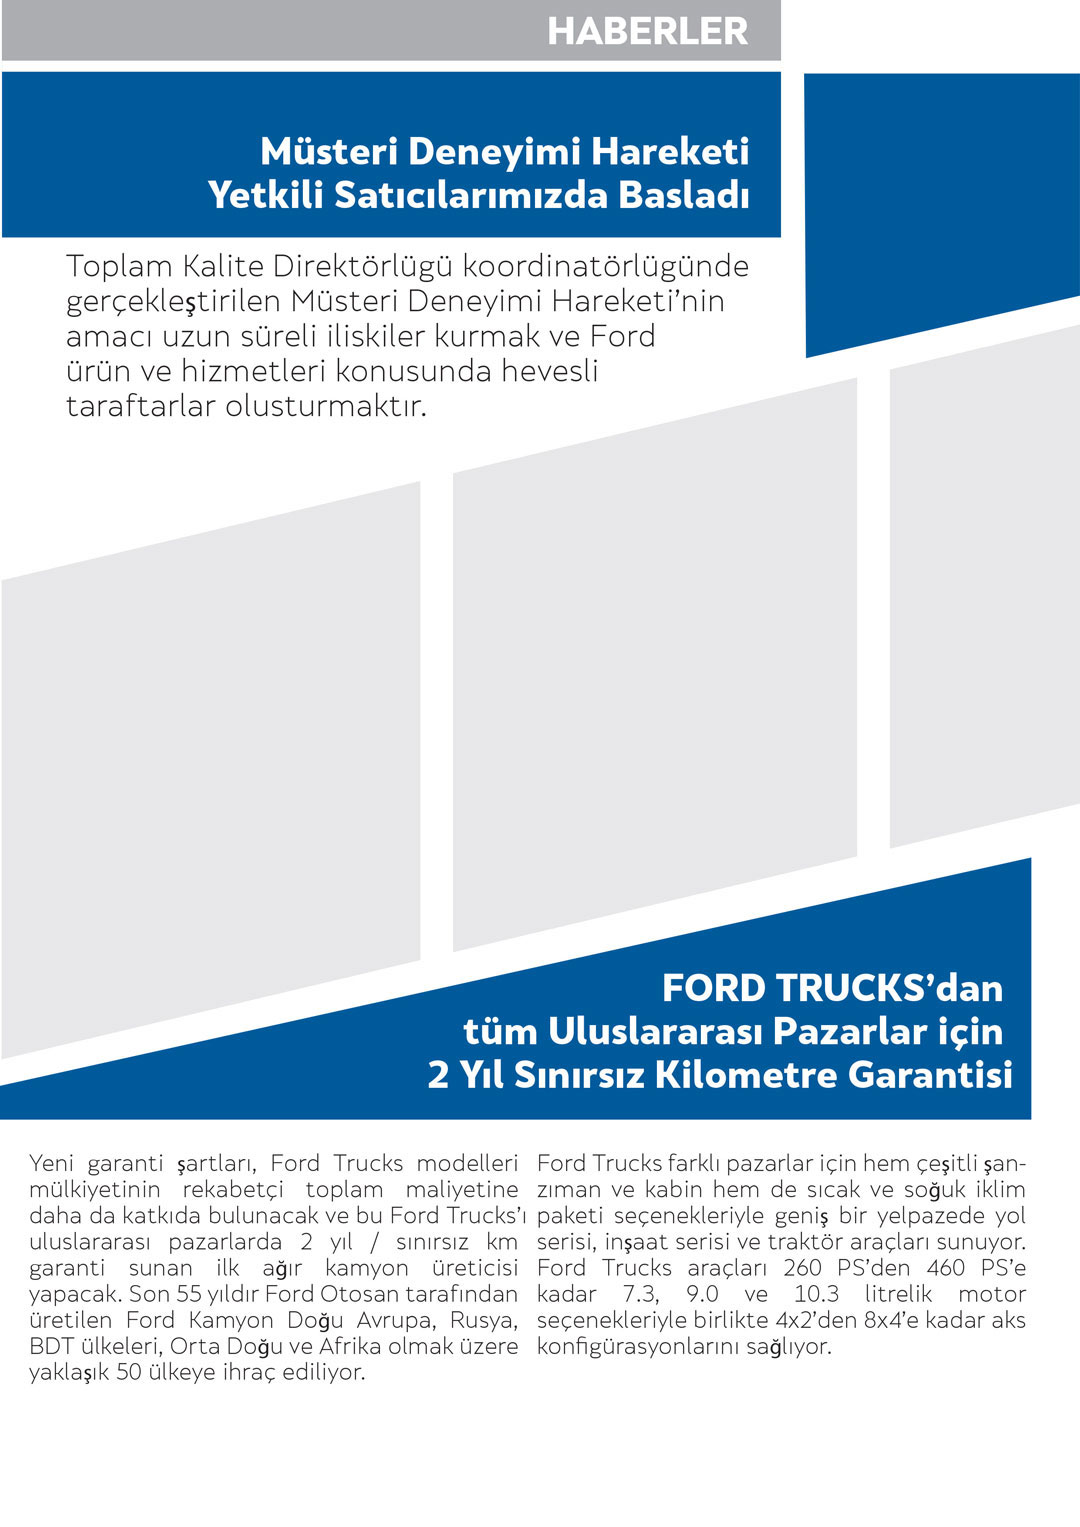 HABERLER
Müsteri Deneyimi Hareketi
Yetkili Satıcılarımızda Basladı
Toplam Kalite Direktörlügü koordinatörlügünde
gerçekleştirilen Müsteri Deneyimi Hareketi’nin
amacı uzun süreli iliskiler kurmak ve Ford
ürün ve hizmetleri konusunda hevesli
taraftarlar olusturmaktır.
FORD TRUCKS’dan
tüm Uluslararası Pazarlar için
2 Yıl Sınırsız Kilometre Garantisi
Yeni garanti şartları, Ford Trucks modelleri
mülkiyetinin rekabetçi toplam maliyetine
daha da katkıda bulunacak ve bu Ford Trucks’ı
uluslararası pazarlarda 2 yıl / sınırsız km
garanti sunan ilk ağır kamyon üreticisi
yapacak. Son 55 yıldır Ford Otosan tarafından
üretilen Ford Kamyon Doğu Avrupa, Rusya,
BDT ülkeleri, Orta Doğu ve Afrika olmak üzere
yaklaşık 50 ülkeye ihraç ediliyor.
Ford Trucks farklı pazarlar için hem çeşitli şan-
zıman ve kabin hem de sıcak ve soğuk iklim
paketi seçenekleriyle geniş bir yelpazede yol
serisi, inşaat serisi ve traktör araçları sunuyor.
Ford Trucks araçları 260 PS’den 460 PS’e
kadar 7.3, 9.0 ve 10.3 litrelik motor
seçenekleriyle birlikte 4x2’den 8x4’e kadar aks
konfigürasyonlarını sağlıyor.